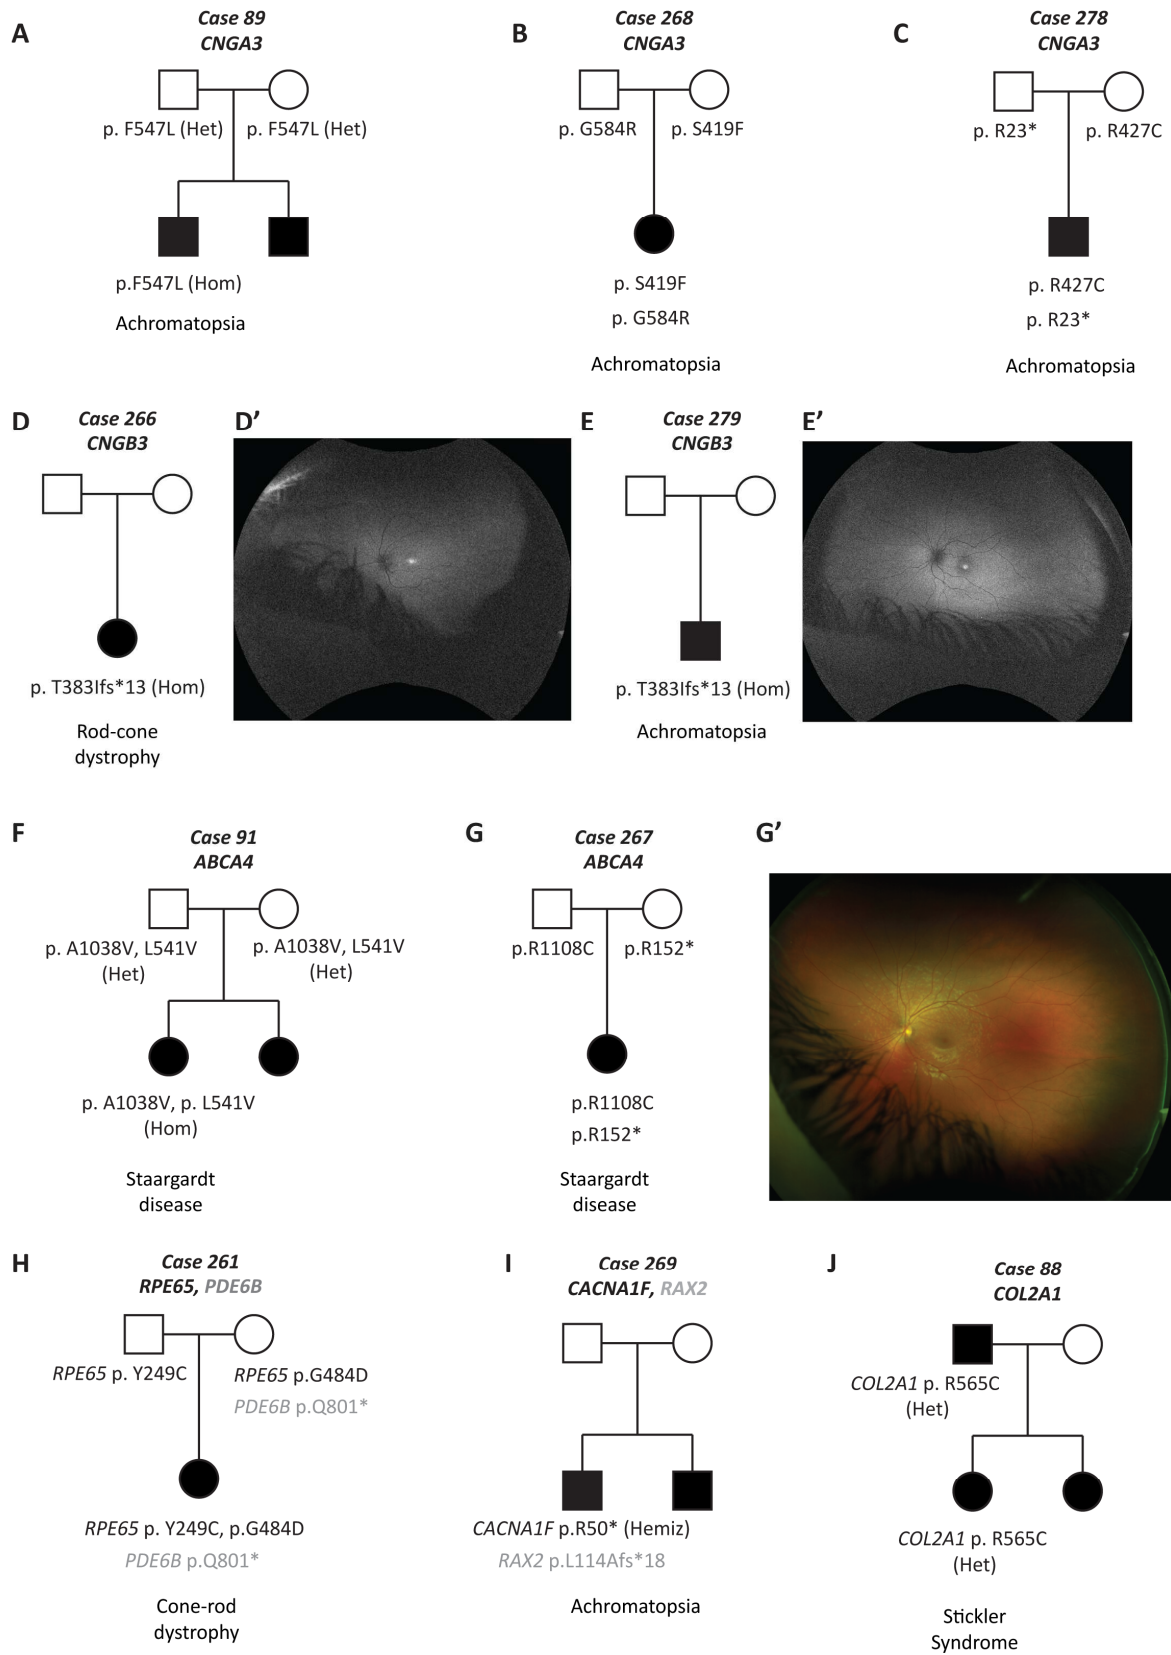 A
Case 89
CNGA3
p. F547L (Het)
p. F547L (Het)
p.F547L (Hom)
Achromatopsia
B
Case 268
CNGA3
p. G584R
p. S419F
p. S419F
p. G584R
Achromatopsia
C
Case 278
CNGA3
p. R23*
p. R427C
p. R427C
p. R23*
Achromatopsia
D
Case 266
CNGB3
p. T383Ifs*13 (Hom)
Rod-cone
dystrophy
D’
E
Case 279
CNGB3
p. T383Ifs*13 (Hom)
Achromatopsia
E’
F
Case 91
ABCA4
p. A1038V, L541V
(Het)
p. A1038V, L541V
(Het)
p. A1038V, p. L541V
(Hom)
Staargardt
disease
G
Case 267
ABCA4
p.R1108C
p.R152*
p.R1108C
p.R152*
Staargardt
disease
G’
H
Case 261
RPE65, PDE6B
RPE65 p. Y249C
RPE65 p.G484D
PDE6B p.Q801*
RPE65 p. Y249C, p.G484D
PDE6B p.Q801*
Cone-rod
dystrophy
I
Case 269
CACNA1F, RAX2
CACNA1F p.R50* (Hemiz)
RAX2 p.L114Afs*18
Achromatopsia
J
Case 88
COL2A1
COL2A1 p. R565C
(Het)
COL2A1 p. R565C
(Het)
Stickler
Syndrome